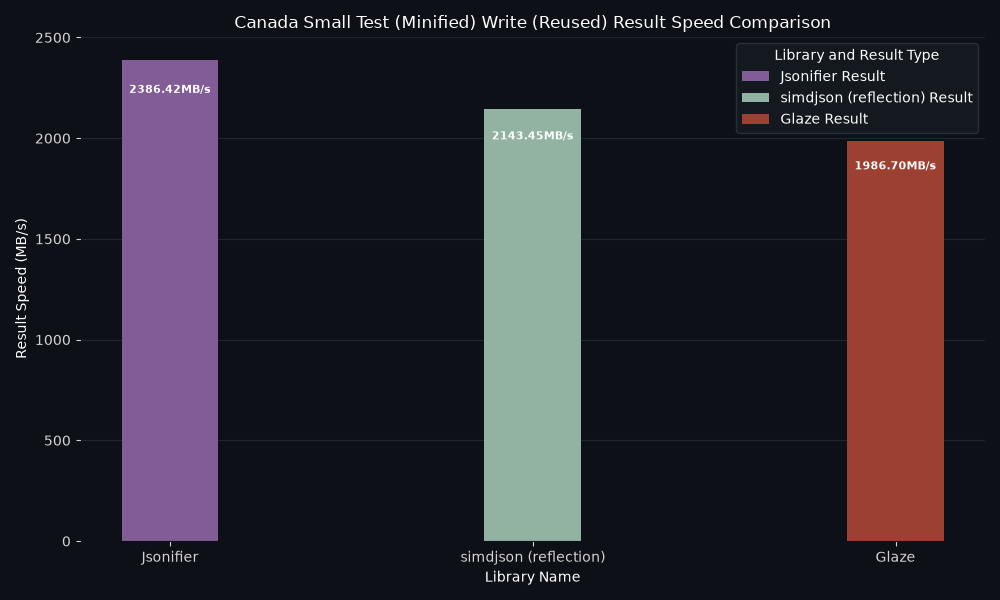 Canada Small Test (Minified) Write (Reused) Result Speed Comparison
Library and Result Type
Jsonifier Result
simdjson (reflection) Result
Glaze Result
2386.42MB/s
2143.45MB/s
1986.70MB/s
Result Speed (MB/s)
2500
2000
1500
1000
500
0
Jsonifier
simdjson (reflection)
Glaze
Library Name